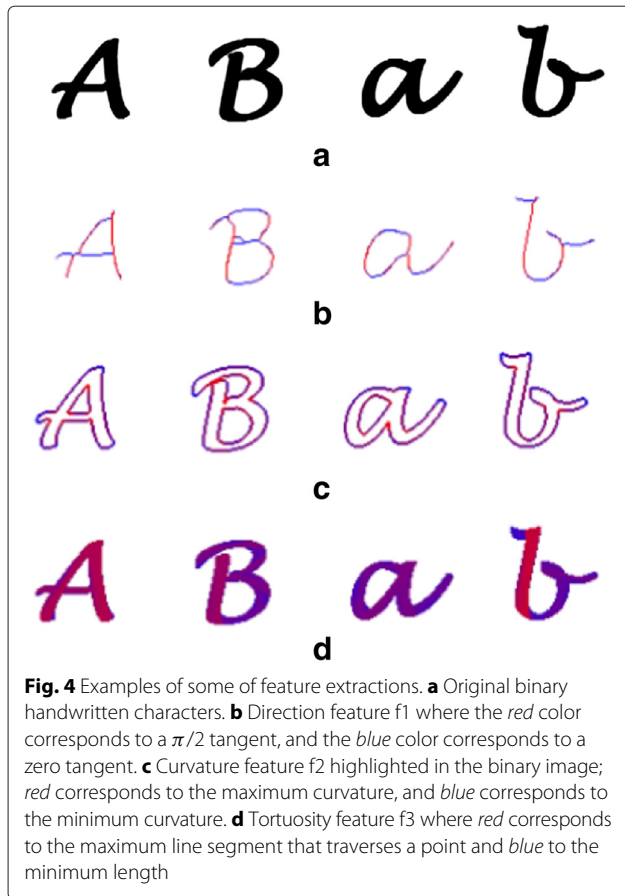 A B a b
a
A B a b
b
A B a b
c
A B a b
d
Fig. 4 Examples of some of feature extractions. a Original binary
handwritten characters. b Direction feature f1 where the red color
corresponds to a π/2 tangent, and the blue color corresponds to a
zero tangent. c Curvature feature f2 highlighted in the binary image;
red corresponds to the maximum curvature, and blue corresponds to
the minimum curvature. d Tortuosity feature f3 where red corresponds
to the maximum line segment that traverses a point and blue to the
minimum length